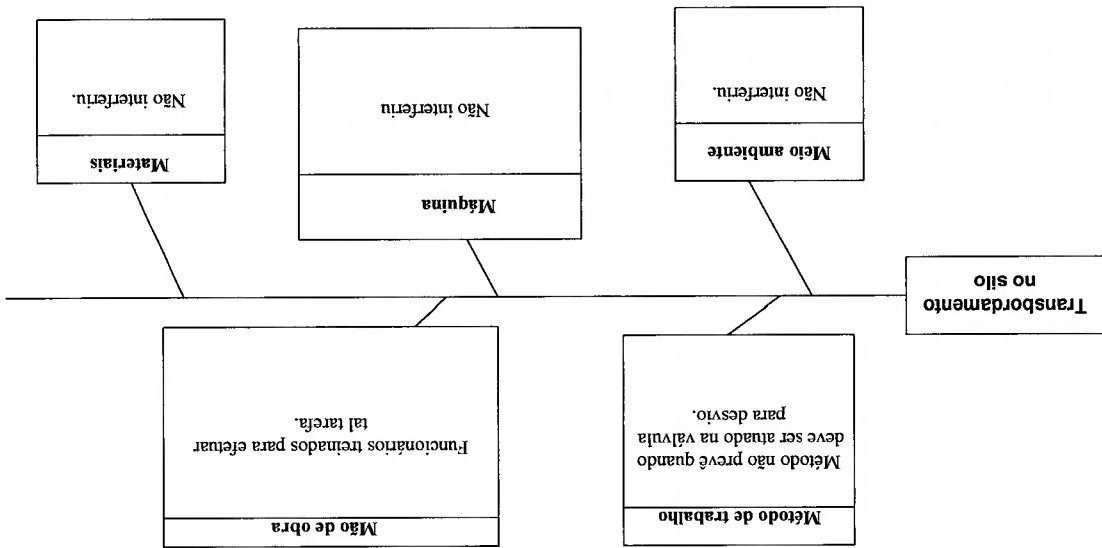 Método de trabalho
Método não prevê quando
deve ser atuado na válvula
para desvio.
Mão de obra
Funcionários treinados para efetuar
tal tarefa.
Transbordamento
no silo
Meio ambiente
Não interferiu.
Máquina
Não interferiu
Materiais
Não interferiu.